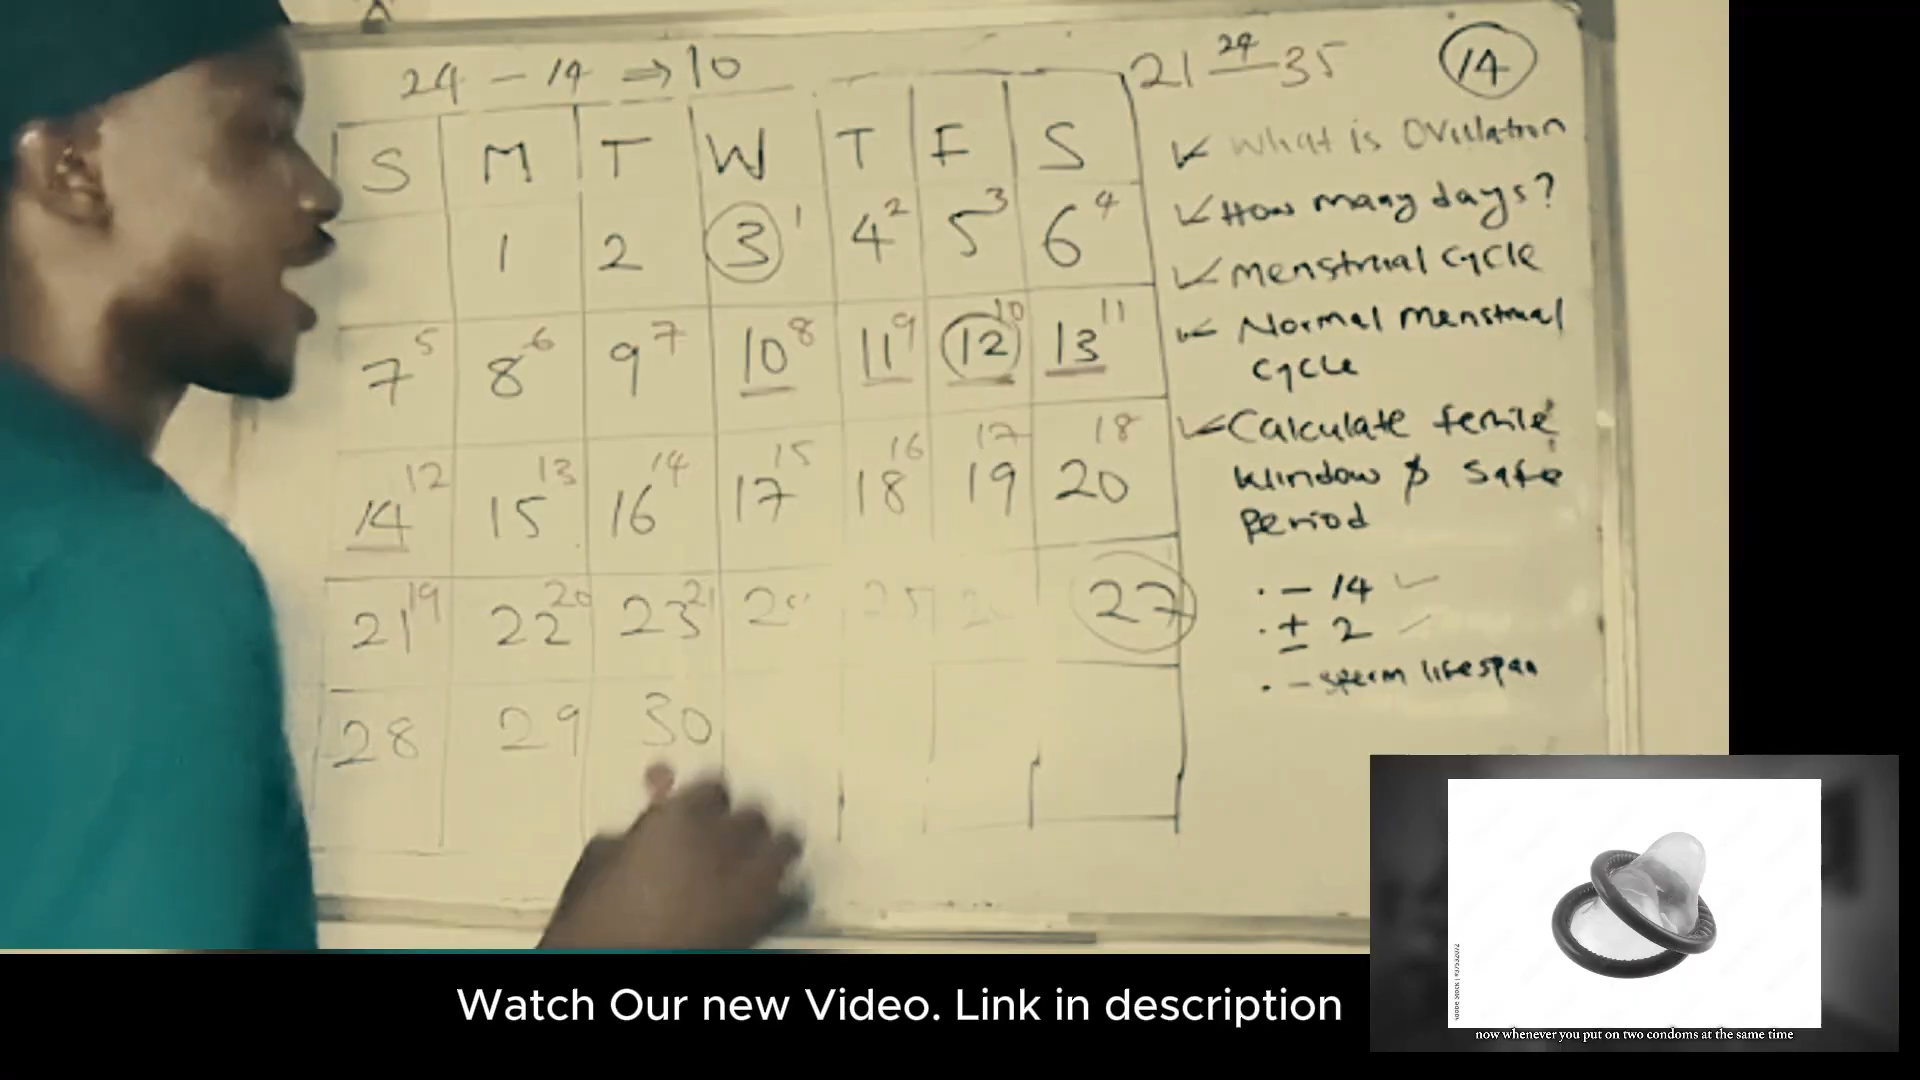 24 - 14 ⇒ 10
21 24 35
14
S M T W T F S
1 2 3 1 4 2 5 3 6 4
7 5 8 6 9 7 10 8 11 9 12 10 13 11
14 12 15 13 16 14 17 15 18 16 19 17 20 18
21 19 22 20 23 21 25 27
28 29 30
What is Ovulation
How many days?
Menstrual cycle
Normal menstrual
cycle
Calculate fertile
window & safe
Period
- 14
± 2
- sperm lifespan
Watch Our new Video. Link in description
now whenever you put on two condoms at the same time